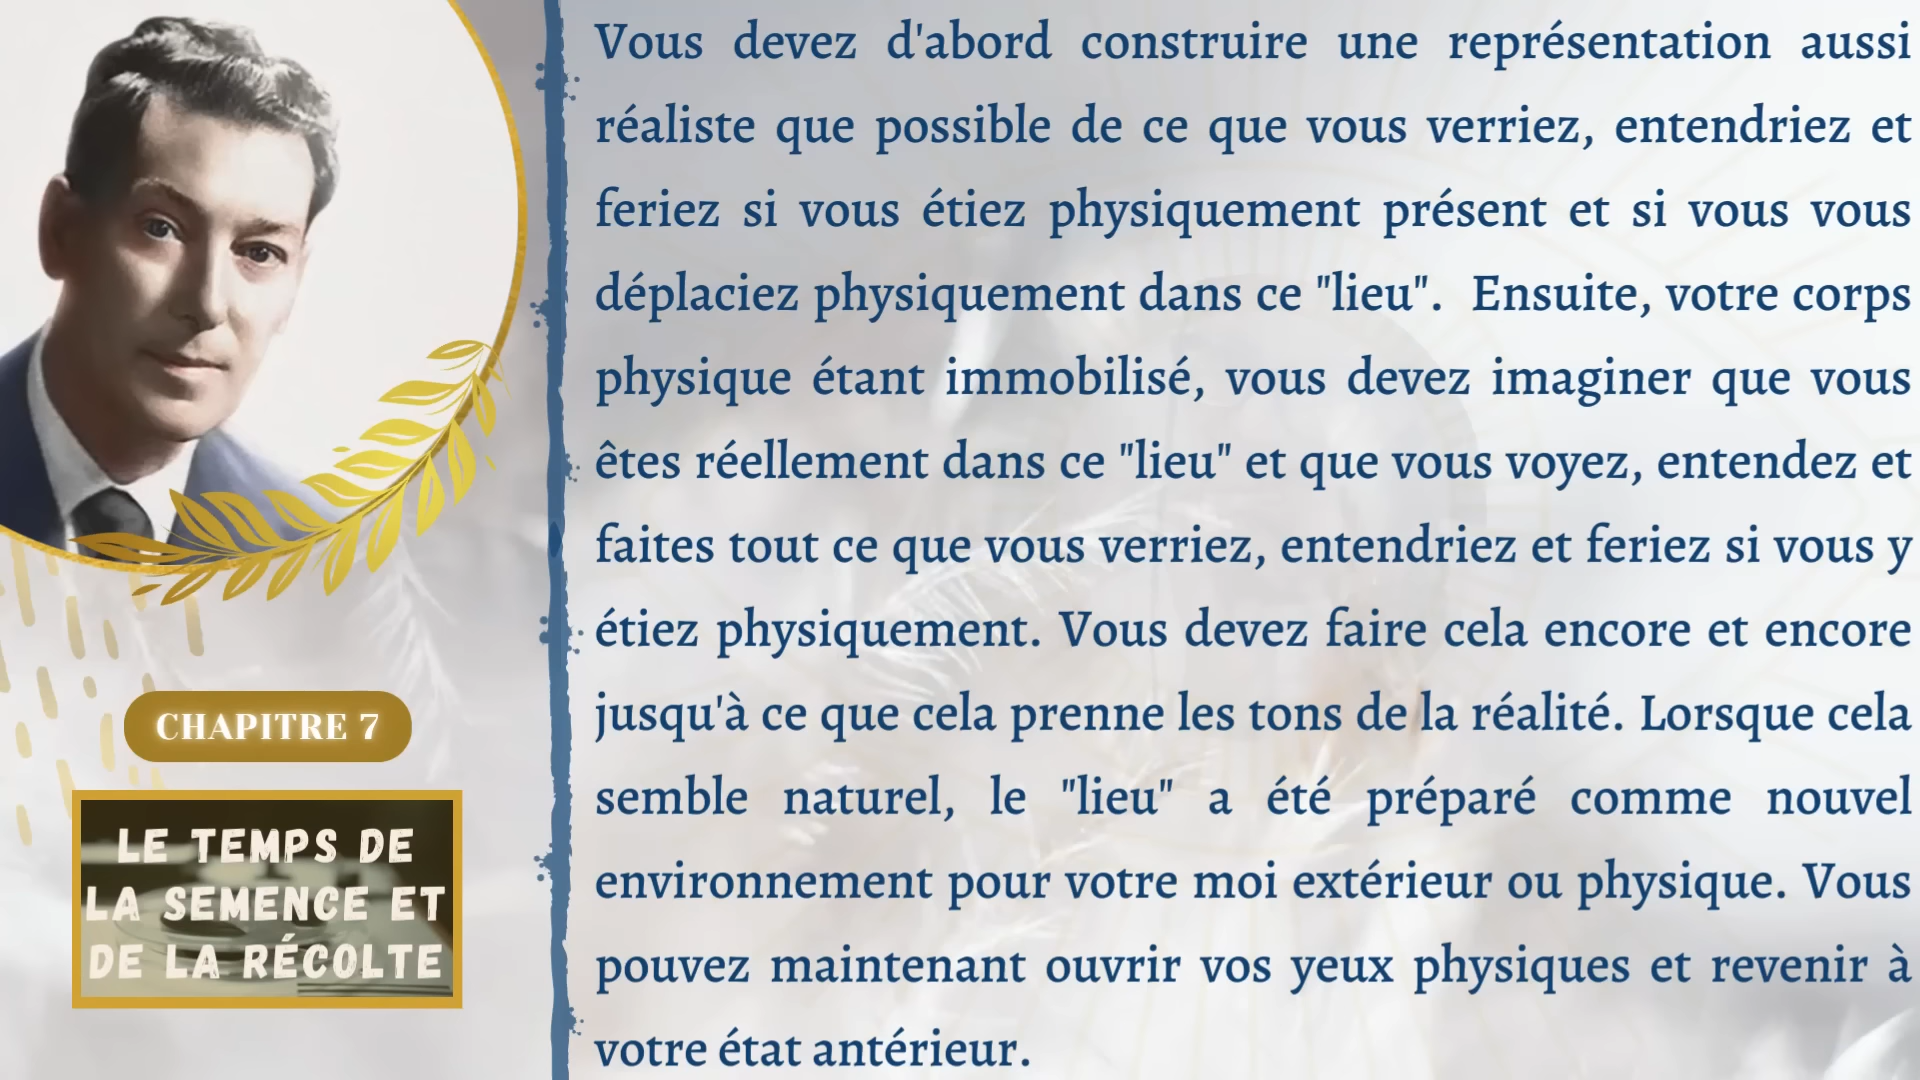 Vous devez d'abord construire une représentation aussi
réaliste que possible de ce que vous verriez, entendriez et
feriez si vous étiez physiquement présent et si vous vous
déplaciez physiquement dans ce "lieu".  Ensuite, votre corps
physique étant immobilisé, vous devez imaginer que vous
êtes réellement dans ce "lieu" et que vous voyez, entendez et
faites tout ce que vous verriez, entendriez et feriez si vous y
étiez physiquement. Vous devez faire cela encore et encore
jusqu'à ce que cela prenne les tons de la réalité. Lorsque cela
semble naturel, le "lieu" a été préparé comme nouvel
environnement pour votre moi extérieur ou physique. Vous
pouvez maintenant ouvrir vos yeux physiques et revenir à
votre état antérieur.
CHAPITRE 7
LE TEMPS DE
LA SEMENCE ET
DE LA RÉCOLTE